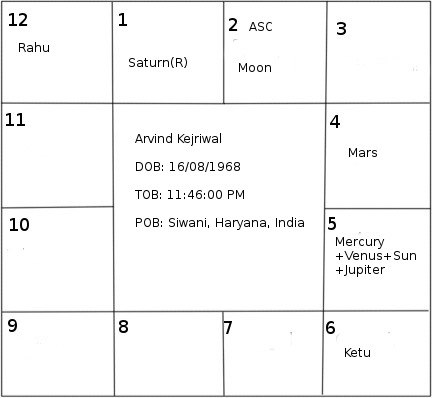 12
Rahu
1
Saturn(R)
2 ASC
Moon
3
11
Arvind Kejriwal
DOB: 16/08/1968
TOB: 11:46:00 PM
POB: Siwani, Haryana, India
4
Mars
10
5
Mercury
+Venus+Sun
+Jupiter
9
8
7
6
Ketu